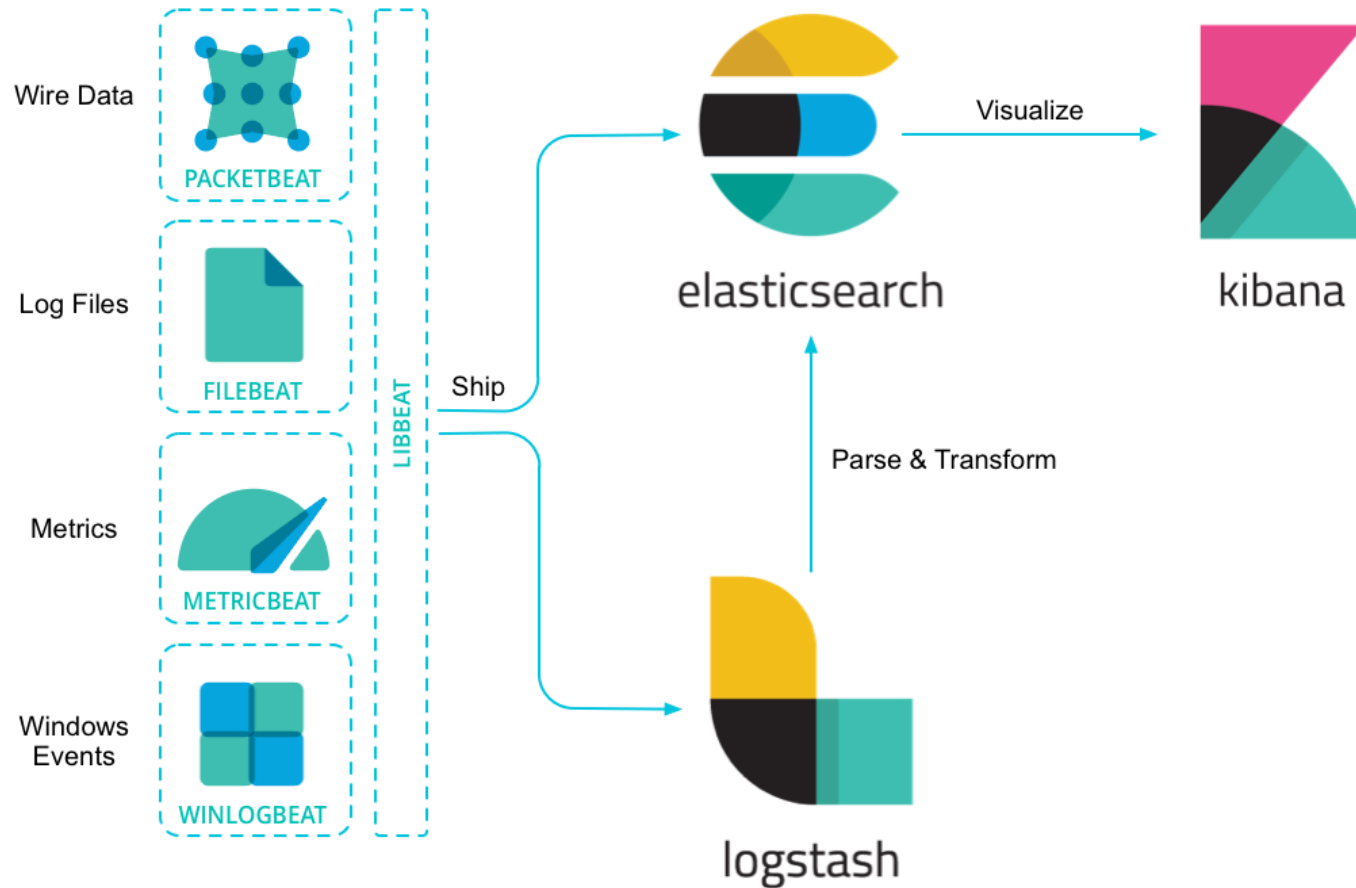 Wire Data
PACKETBEAT
Log Files
FILEBEAT
Metrics
METRICBEAT
Windows
Events
WINLOGBEAT
LIBBEAT
Ship
elasticsearch
Visualize
kibana
Parse & Transform
logstash